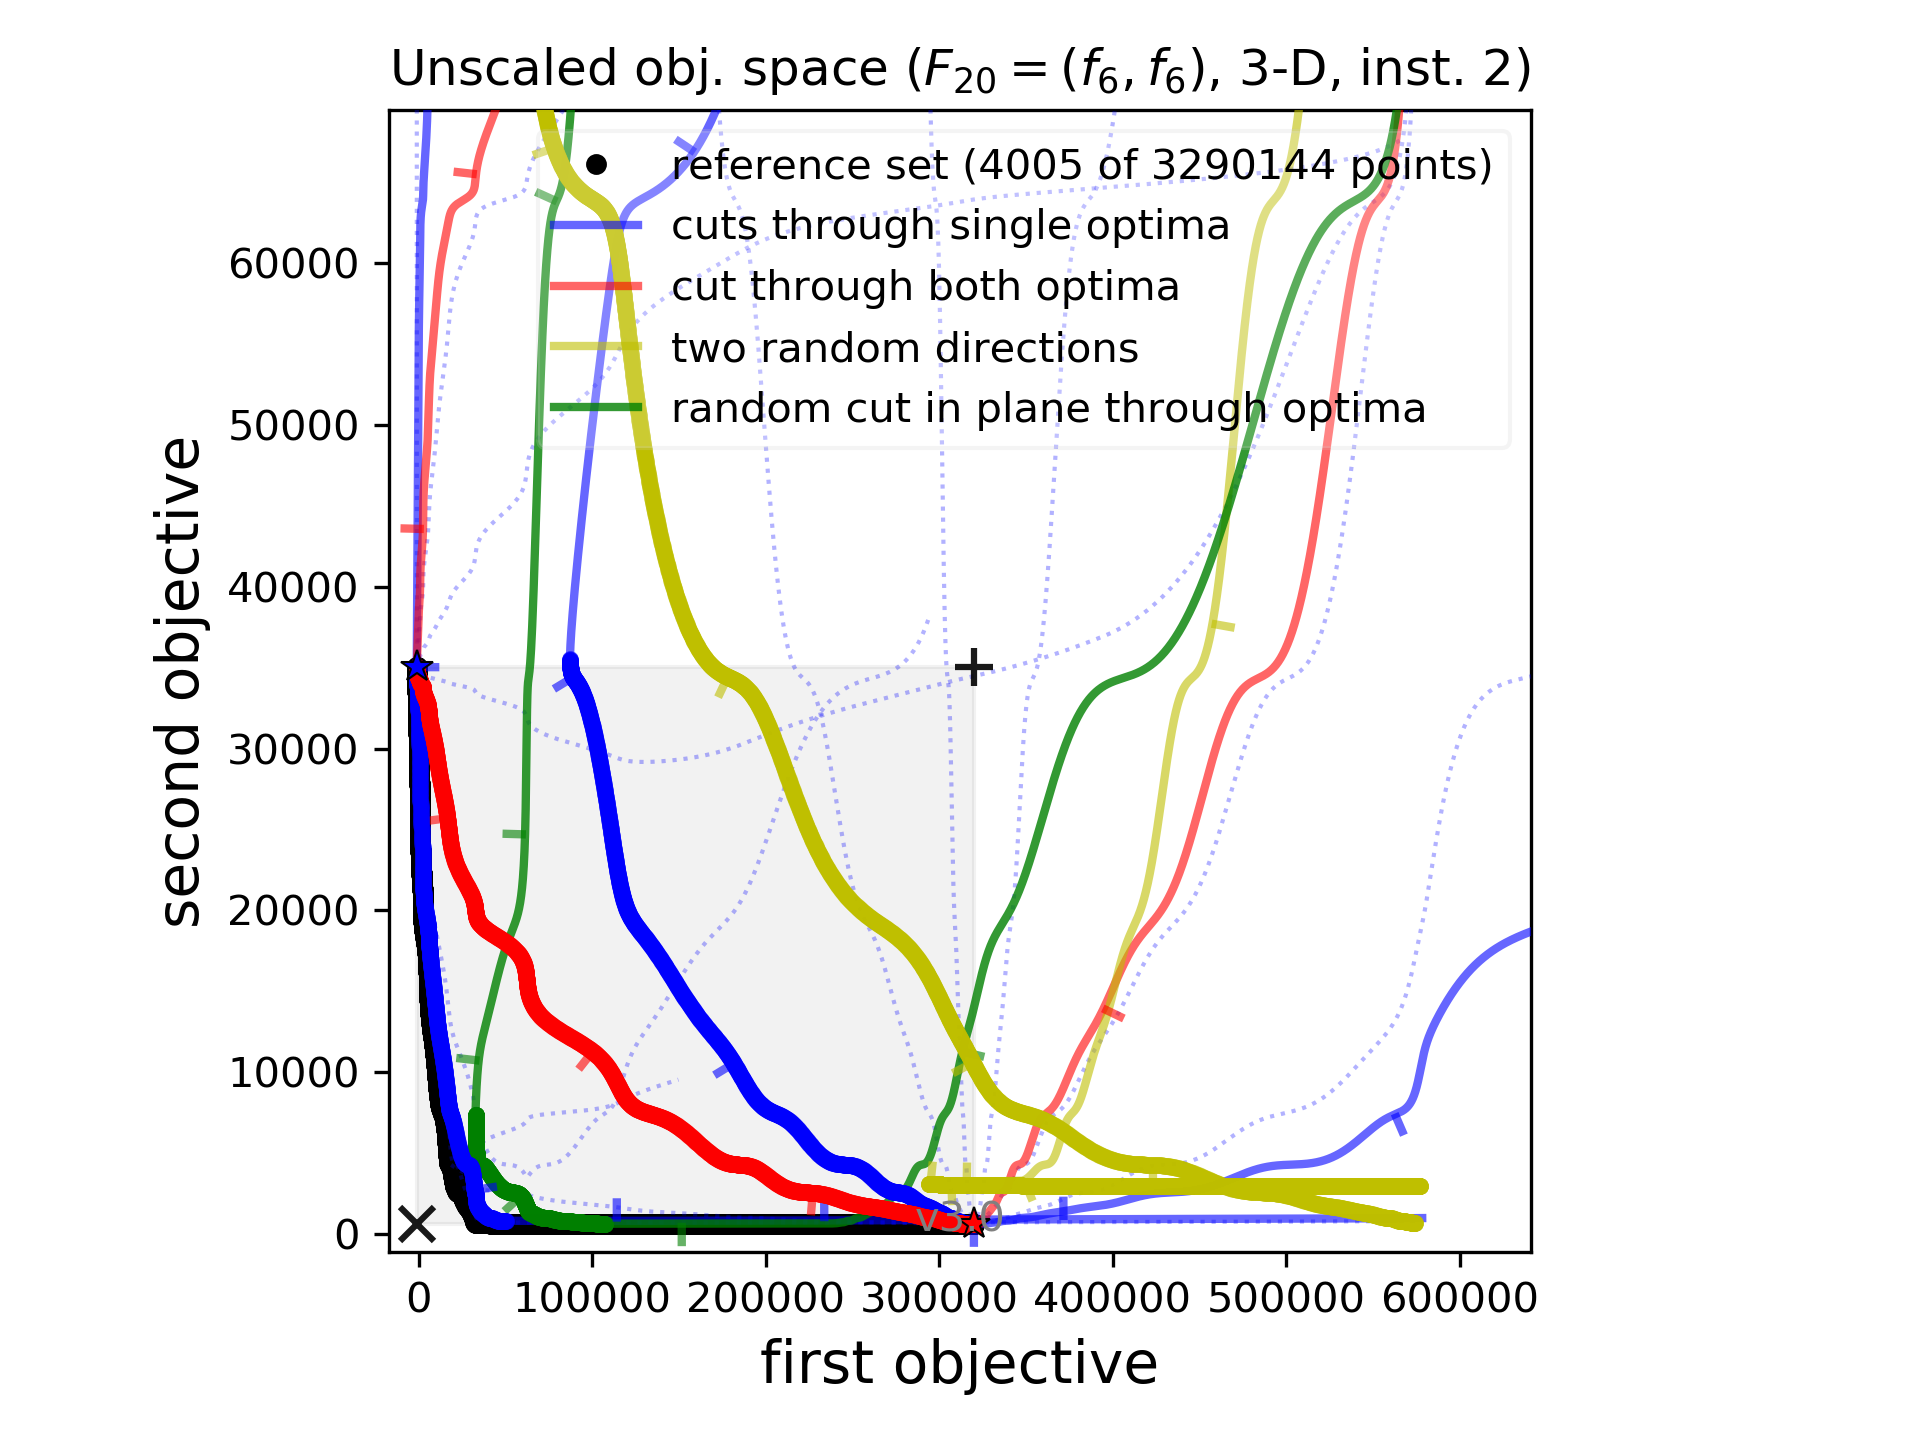 Unscaled obj. space (F₂₀ = (f₆, f₆), 3-D, inst. 2)
reference set (4005 of 3290144 points)
cuts through single optima
cut through both optima
two random directions
random cut in plane through optima
second objective
60000
50000
40000
30000
20000
10000
0
v3.0
0 100000 200000 300000 400000 500000 600000
first objective